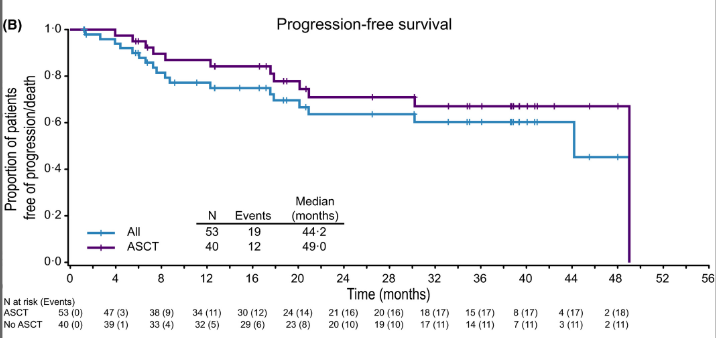 (B) Progression-free survival
Proportion of patients
free of progression/death
1·0
0·8
0·6
0·4
0·2
0·0
Median
N Events (months)
All 53 19 44·2
ASCT 40 12 49·0
0 4 8 12 16 20 24 28 32 36 40 44 48 52 56
Time (months)
N at risk (Events)
ASCT 53 (0) 47 (3) 38 (9) 34 (11) 30 (12) 24 (14) 21 (16) 20 (16) 18 (17) 15 (17) 8 (17) 4 (17) 2 (18)
No ASCT 40 (0) 39 (1) 33 (4) 32 (5) 29 (6) 23 (8) 20 (10) 19 (10) 17 (11) 14 (11) 7 (11) 3 (11) 2 (11)